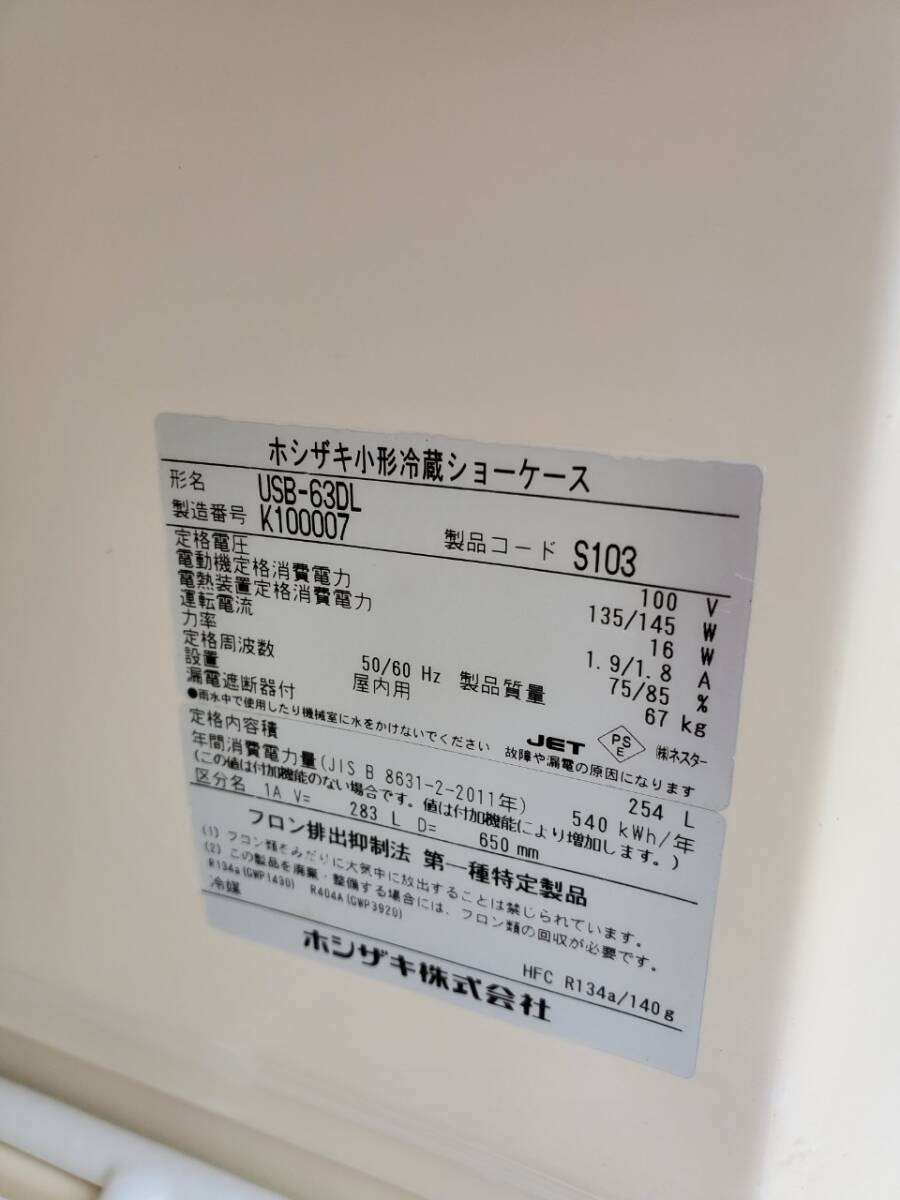 ホシザキ小形冷蔵ショーケース
形名 USB-63DL
製造番号 K100007 製品コード S103
定格電圧 100 V
電動機定格消費電力 135/145 W
電熱装置定格消費電力 16 W
運転電流 1.9/1.8 A
力率 75/85 %
定格周波数 50/60 Hz 製品質量 67 kg
設置 屋内用
漏電遮断器付 JET PSE ㈱ネスター
●雨水中で使用したり機械室に水をかけないでください 故障や漏電の原因になります
定格内容積 254 L
年間消費電力量(JIS B 8631-2-2011年) 540 kWh/年
(この値は付加機能のない場合です。値は付加機能により増加します。)
区分名 1A V= 283 L D= 650 mm
フロン排出抑制法 第一種特定製品
(1) フロン類をみだりに大気中に放出することは禁じられています。
(2) この製品を廃棄・整備する場合には、フロン類の回収が必要です。
R134a(GWP1430) R404A(GWP3920)
冷媒 HFC R134a/140g
ホシザキ株式会社